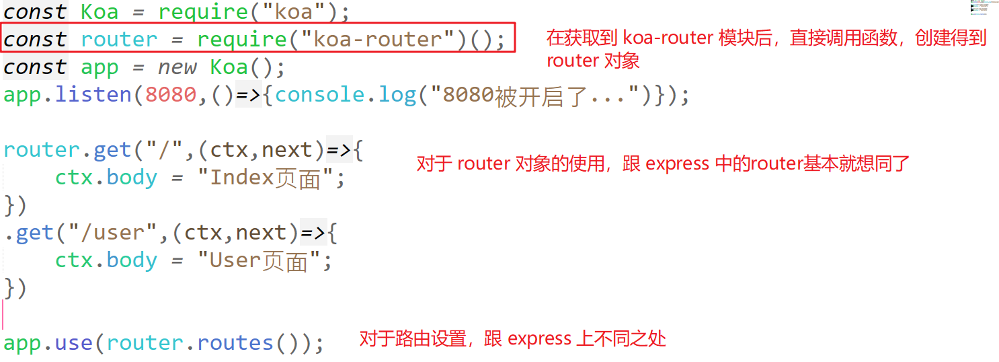 const Koa = require("koa");
const router = require("koa-router")();
在获取到 koa-router 模块后，直接调用函数，创建得到
router 对象
const app = new Koa();
app.listen(8080,()=>{console.log("8080被开启了...")});
router.get("/",(ctx,next)=>{
对于 router 对象的使用，跟 express 中的router基本就想同了
ctx.body = "Index页面";
})
.get("/user",(ctx,next)=>{
ctx.body = "User页面";
})
app.use(router.routes());
对于路由设置，跟 express 上不同之处